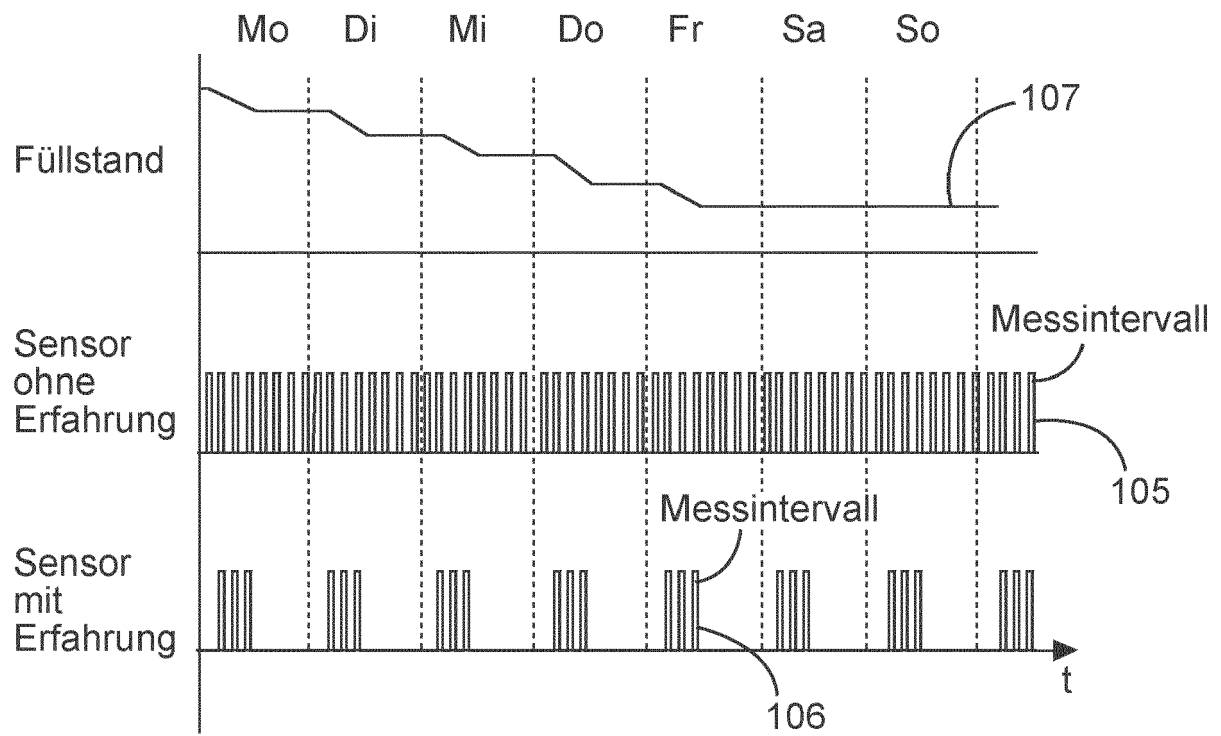 Mo Di Mi Do Fr Sa So
107
Füllstand
Messintervall
Sensor
ohne
Erfahrung
105
Messintervall
Sensor
mit
Erfahrung
t
106